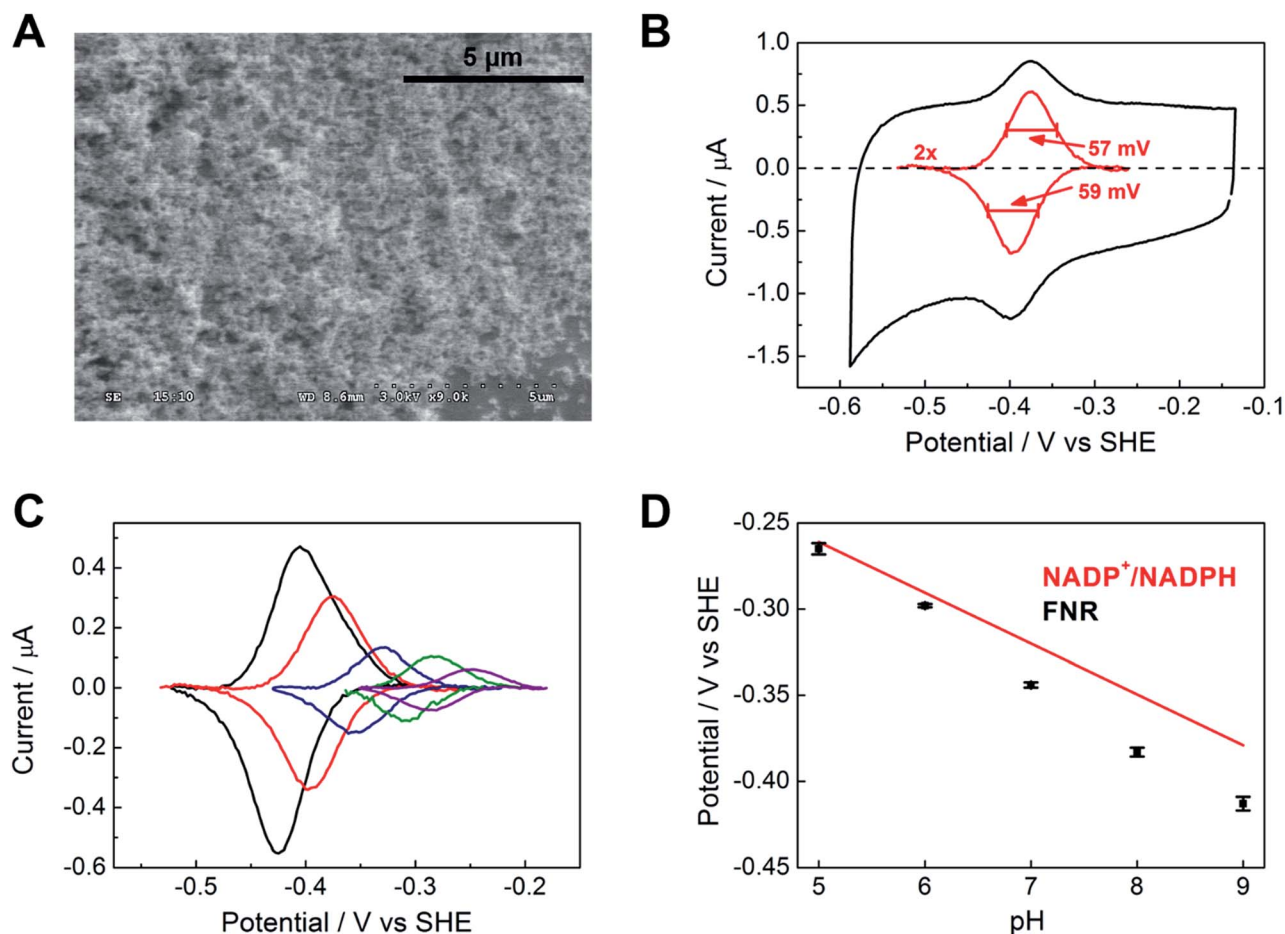 A
5 µm
SE 15:10 WD 8.6mm 3.0kV x9.0k 5um
B
1.0
0.5
0.0
-0.5
-1.0
-1.5
Current / µA
2x
57 mV
59 mV
-0.6 -0.5 -0.4 -0.3 -0.2 -0.1
Potential / V vs SHE
C
0.4
0.2
0.0
-0.2
-0.4
-0.6
Current / µA
-0.5 -0.4 -0.3 -0.2
Potential / V vs SHE
D
-0.25
-0.30
-0.35
-0.40
-0.45
Potential / V vs SHE
NADP⁺/NADPH
FNR
5 6 7 8 9
pH